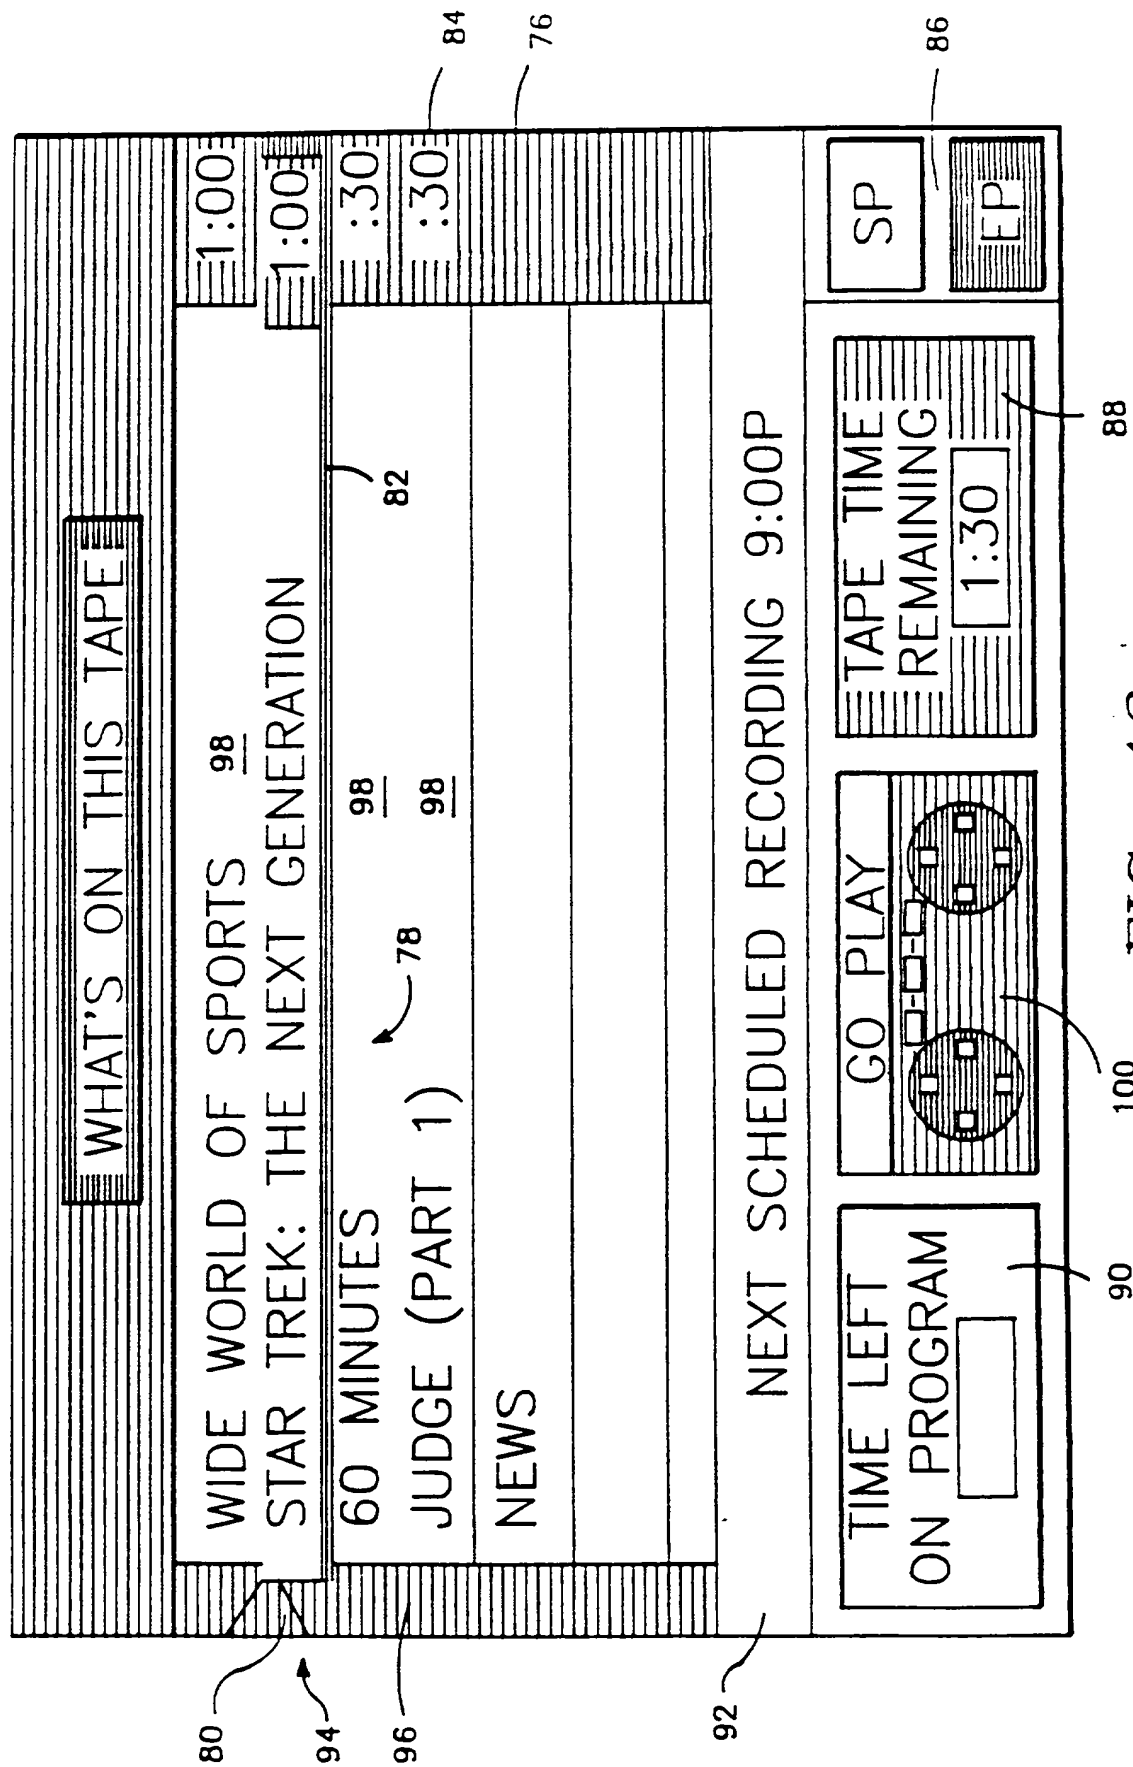 WHAT'S ON THIS TAPE
WIDE WORLD OF SPORTS 98 1:00
STAR TREK: THE NEXT GENERATION 1:00
60 MINUTES 98 :30
JUDGE (PART 1) 98 :30
NEWS
NEXT SCHEDULED RECORDING 9:00P
TIME LEFT
ON PROGRAM
GO PLAY
TAPE TIME
REMAINING
1:30
SP
EP
80
94
96
92
78
82
84
76
86
90
100
88